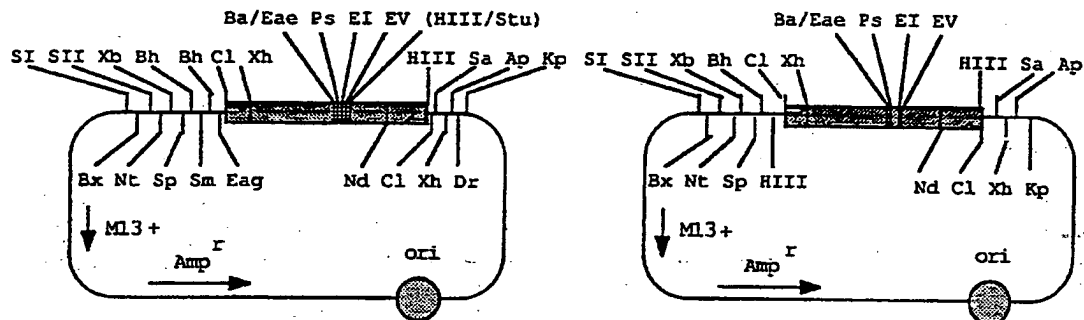 Ba/Eae Ps EI EV (HIII/Stu)
SI SII Xb Bh Bh Cl Xh
HIII Sa Ap Kp
Bx Nt Sp Sm Eag
Nd Cl Xh Dr
M13+
Amp r
ori
Ba/Eae Ps EI EV
SI SII Xb Bh Cl Xh
HIII Sa Ap
Bx Nt Sp HIII
Nd Cl Xh Kp
M13+
Amp r
ori